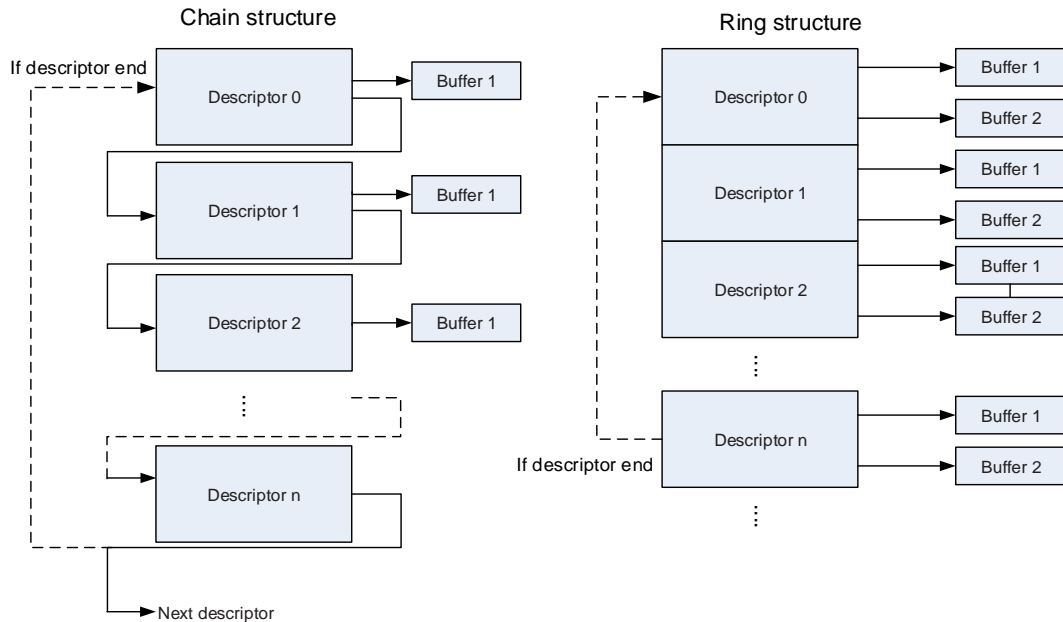 Chain structure
If descriptor end
Descriptor 0
Buffer 1
Descriptor 1
Buffer 1
Descriptor 2
Buffer 1
Descriptor n
Next descriptor
Ring structure
Descriptor 0
Buffer 1
Buffer 2
Descriptor 1
Buffer 1
Buffer 2
Descriptor 2
Buffer 1
Buffer 2
Descriptor n
Buffer 1
Buffer 2
If descriptor end